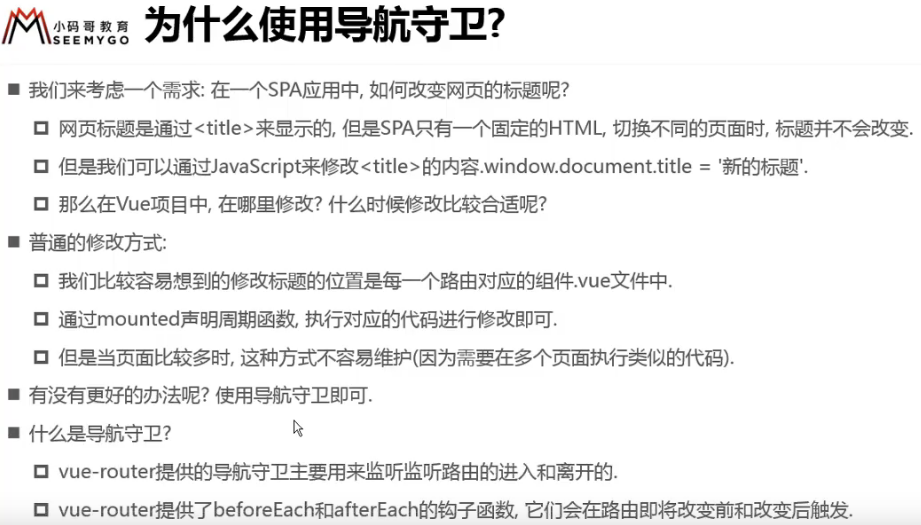 小码哥教育
SEEMYGO
为什么使用导航守卫?
我们来考虑一个需求: 在一个SPA应用中, 如何改变网页的标题呢?
网页标题是通过<title>来显示的, 但是SPA只有一个固定的HTML, 切换不同的页面时, 标题并不会改变.
但是我们可以通过JavaScript来修改<title>的内容.window.document.title = '新的标题'.
那么在Vue项目中, 在哪里修改? 什么时候修改比较合适呢?
普通的修改方式:
我们比较容易想到的修改标题的位置是每一个路由对应的组件.vue文件中.
通过mounted声明周期函数, 执行对应的代码进行修改即可.
但是当页面比较多时, 这种方式不容易维护(因为需要在多个页面执行类似的代码).
有没有更好的办法呢? 使用导航守卫即可.
什么是导航守卫?
vue-router提供的导航守卫主要用来监听监听路由的进入和离开的.
vue-router提供了beforeEach和afterEach的钩子函数, 它们会在路由即将改变前和改变后触发.